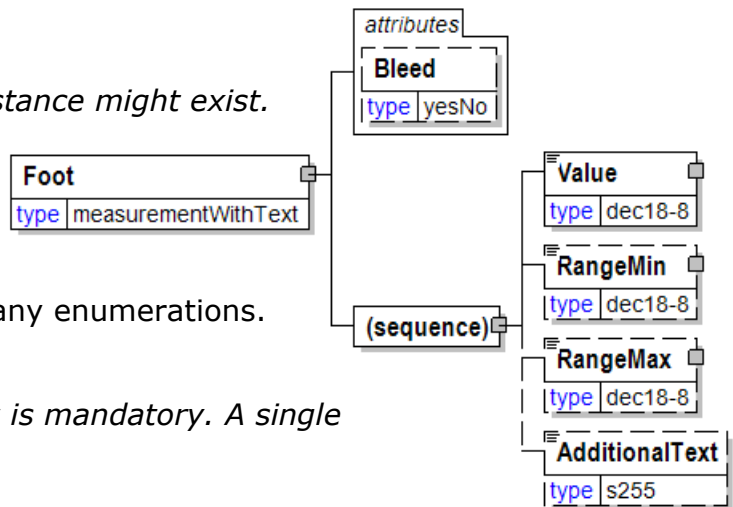 attributes
Bleed
type yesNo
stance might exist.
Foot
type measurementWithText
Value
type dec18-8
RangeMin
type dec18-8
any enumerations.
(sequence)
RangeMax
type dec18-8
is mandatory. A single
AdditionalText
type s255